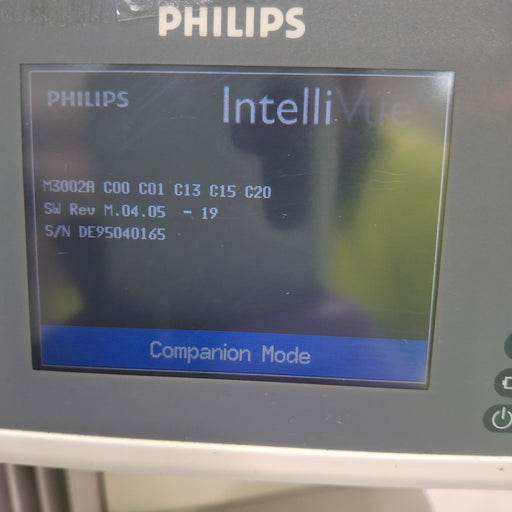 PHILIPS
PHILIPS IntelliVue
M3002A C00 C01 C13 C15 C20
SW Rev M.04.05 - 19
S/N DE95040165
Companion Mode